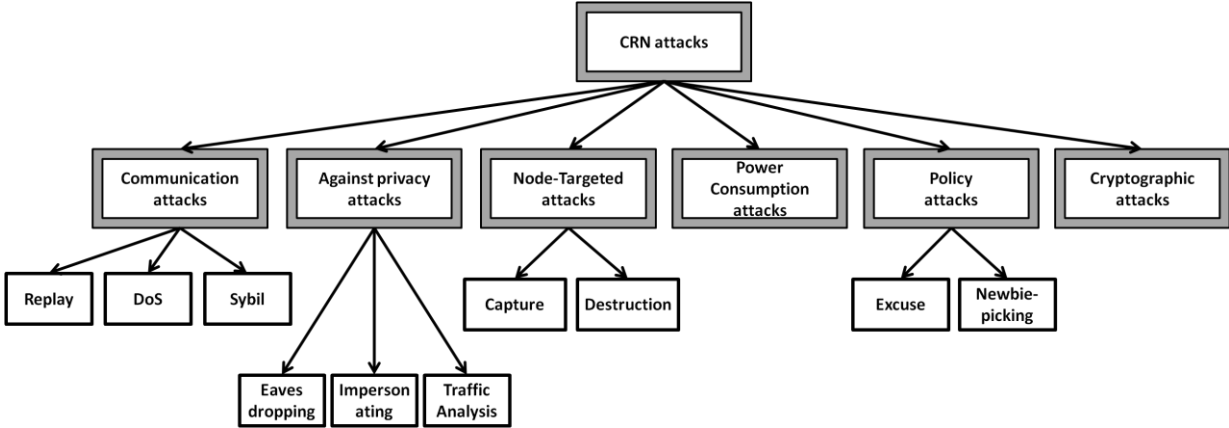 CRN attacks
Communication
attacks
Against privacy
attacks
Node-Targeted
attacks
Power
Consumption
attacks
Policy
attacks
Cryptographic
attacks
Replay
DoS
Sybil
Capture
Destruction
Excuse
Newbie-
picking
Eaves
dropping
Imperson
ating
Traffic
Analysis